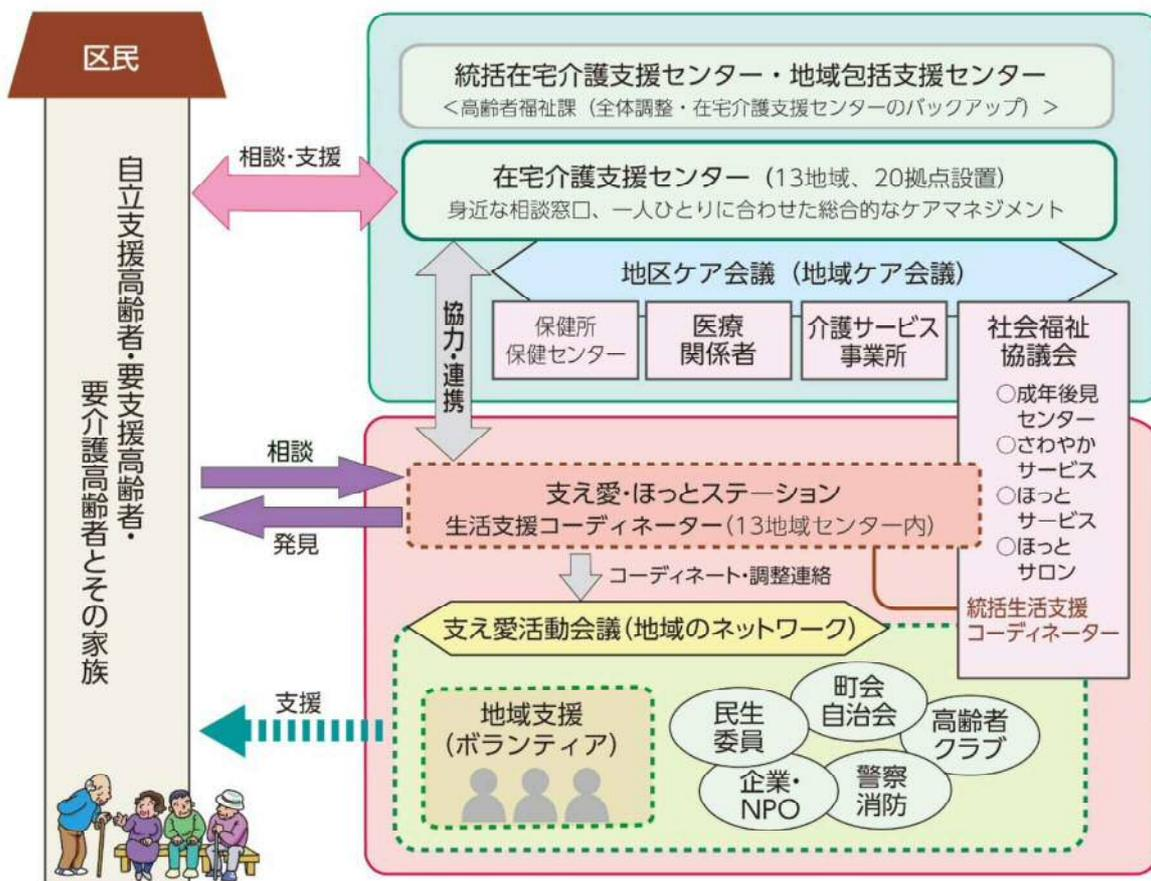 区民
自立支援高齢者・要支援高齢者・
要介護高齢者とその家族
統括在宅介護支援センター・地域包括支援センター
<高齢者福祉課(全体調整・在宅介護支援センターのバックアップ)>
相談・支援
在宅介護支援センター(13地域、20拠点設置)
身近な相談窓口、一人ひとりに合わせた総合的なケアマネジメント
地区ケア会議(地域ケア会議)
協力・連携
保健所
保健センター
医療
関係者
介護サービス
事業所
社会福祉
協議会
○成年後見
センター
○さわやか
サービス
○ほっと
サービス
○ほっと
サロン
統括生活支援
コーディネーター
相談
発見
支え愛・ほっとステーション
生活支援コーディネーター(13地域センター内)
コーディネート・調整連絡
支え愛活動会議(地域のネットワーク)
支援
地域支援
(ボランティア)
民生
委員
町会
自治会
高齢者
クラブ
企業・
NPO
警察
消防